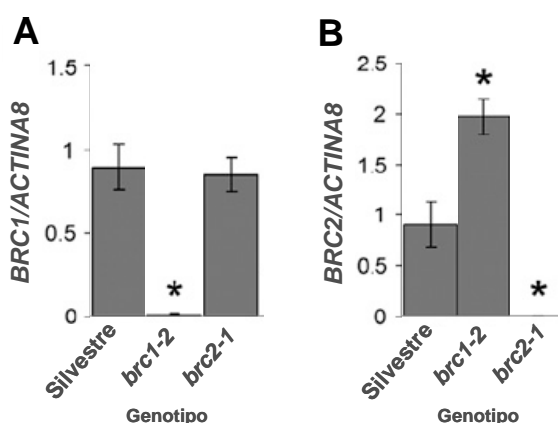 A
BRC1/ACTINA8
1.5
1
0.5
0
*
Silvestre
brc1-2
brc2-1
Genotipo
B
BRC2/ACTINA8
2.5
2
1.5
1
0.5
0
*
*
Silvestre
brc1-2
brc2-1
Genotipo